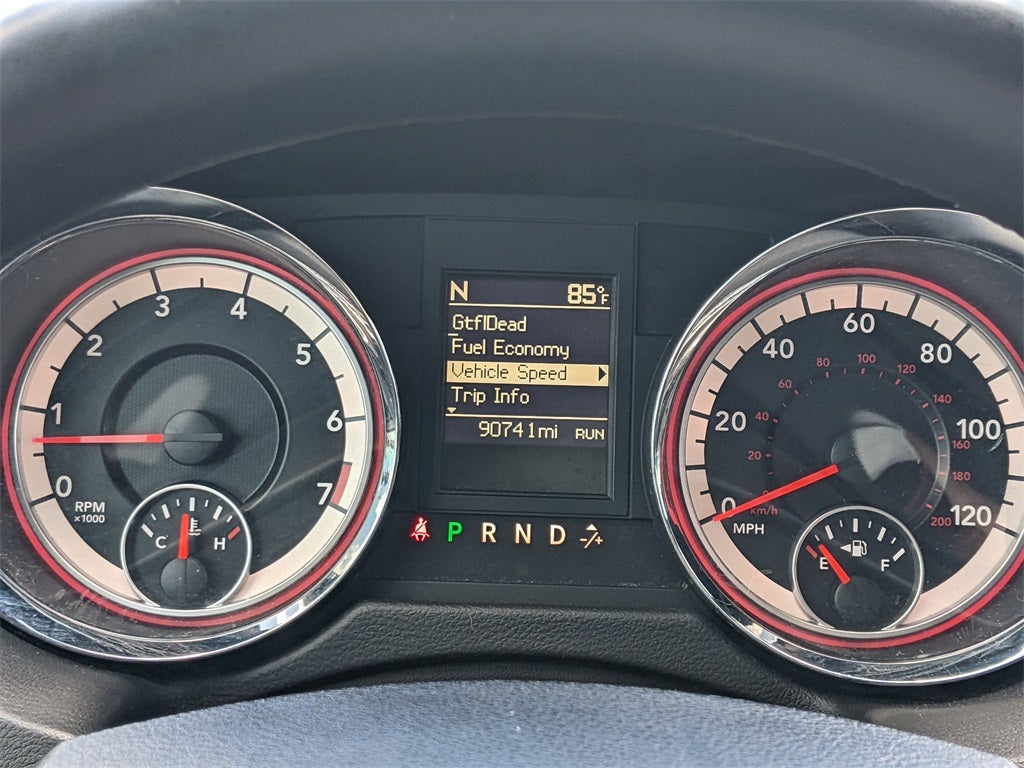 N 85°F
GtflDead
Fuel Economy
Vehicle Speed
Trip Info
90741mi RUN
P R N D -/+
0 1 2 3 4 5 6 7
RPM
x1000
C H
0 20 40 60 80 100 120
20 40 60 80 100 120 140 160 180 200
km/h
MPH
E F